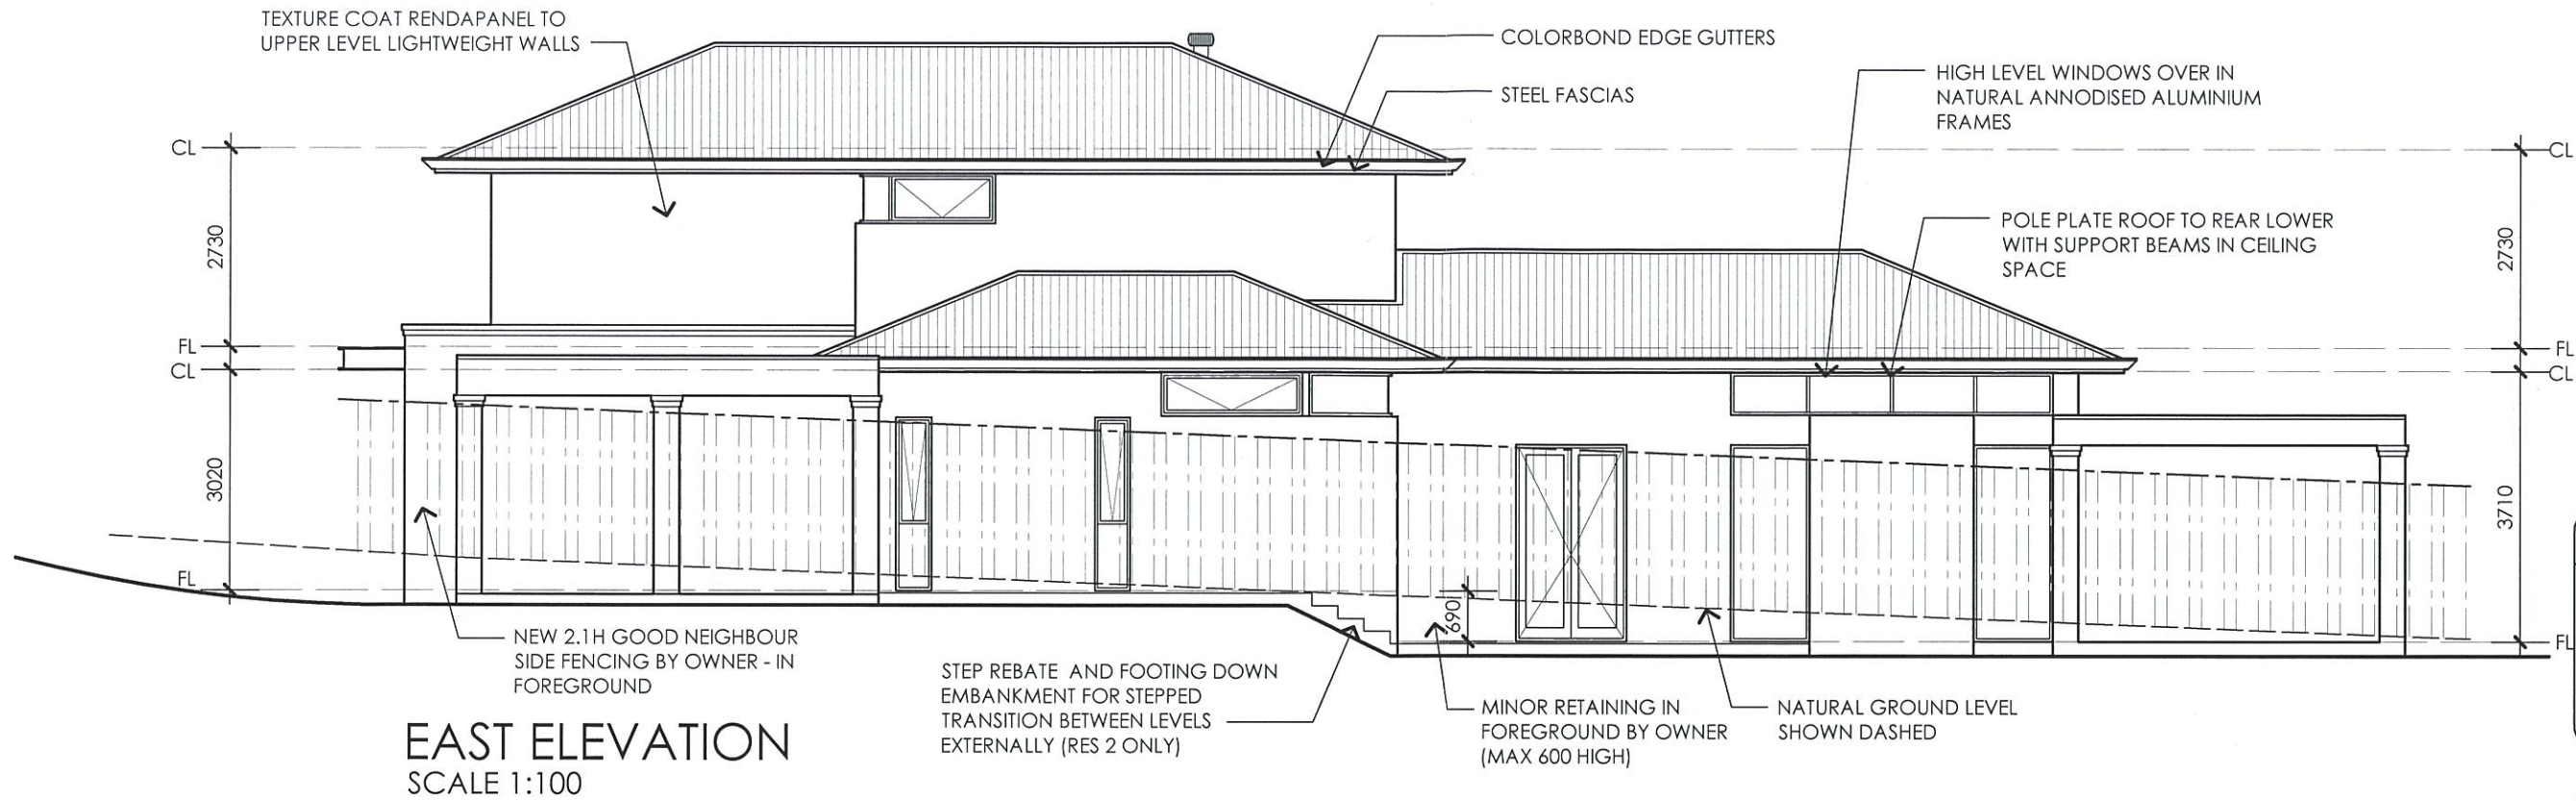 TEXTURE COAT RENDAPANEL TO
UPPER LEVEL LIGHTWEIGHT WALLS
COLORBOND EDGE GUTTERS
STEEL FASCIAS
HIGH LEVEL WINDOWS OVER IN
NATURAL ANNODISED ALUMINIUM
FRAMES
POLE PLATE ROOF TO REAR LOWER
WITH SUPPORT BEAMS IN CEILING
SPACE
CL
2730
FL
CL
3020
FL
CL
2730
FL
CL
3710
FL
690
NEW 2.1H GOOD NEIGHBOUR
SIDE FENCING BY OWNER - IN
FOREGROUND
STEP REBATE AND FOOTING DOWN
EMBANKMENT FOR STEPPED
TRANSITION BETWEEN LEVELS
EXTERNALLY (RES 2 ONLY)
MINOR RETAINING IN
FOREGROUND BY OWNER
(MAX 600 HIGH)
NATURAL GROUND LEVEL
SHOWN DASHED
EAST ELEVATION
SCALE 1:100